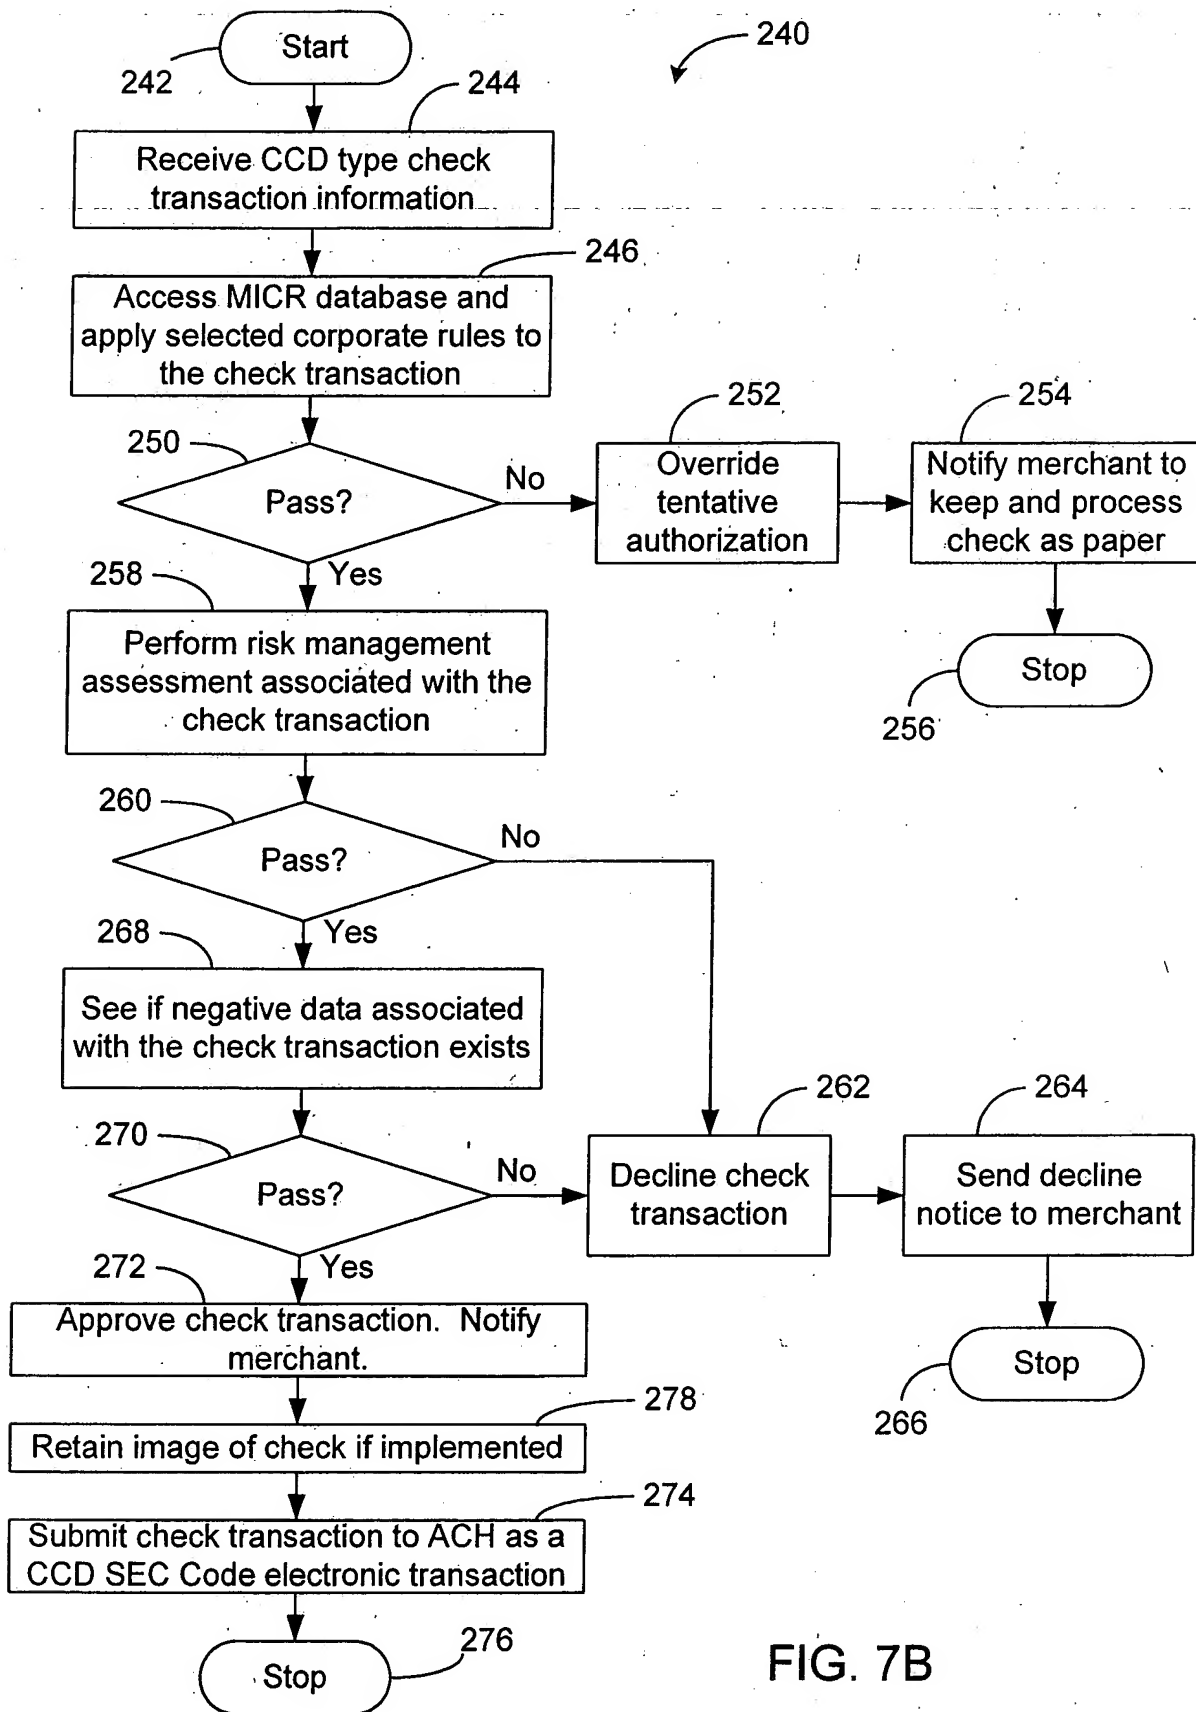 Start
240
242
244
Receive CCD type check
transaction information
246
Access MICR database and
apply selected corporate rules to
the check transaction
250
252
254
Pass?
No
Override
tentative
authorization
Notify merchant to
keep and process
check as paper
Yes
258
Perform risk management
assessment associated with the
check transaction
Stop
256
260
No
Pass?
Yes
268
See if negative data associated
with the check transaction exists
262
264
270
Pass?
No
Decline check
transaction
Send decline
notice to merchant
Yes
272
Approve check transaction. Notify
merchant.
Stop
266
278
Retain image of check if implemented
274
Submit check transaction to ACH as a
CCD SEC Code electronic transaction
276
Stop
FIG. 7B